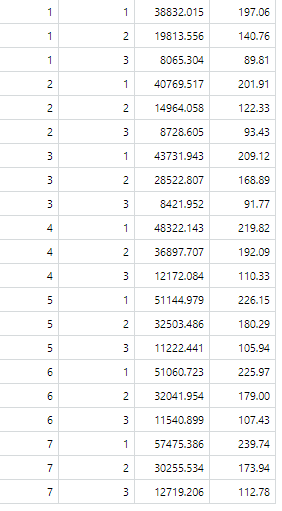 1 1 38832.015 197.06
1 2 19813.556 140.76
1 3 8065.304 89.81
2 1 40769.517 201.91
2 2 14964.058 122.33
2 3 8728.605 93.43
3 1 43731.943 209.12
3 2 28522.807 168.89
3 3 8421.952 91.77
4 1 48322.143 219.82
4 2 36897.707 192.09
4 3 12172.084 110.33
5 1 51144.979 226.15
5 2 32503.486 180.29
5 3 11222.441 105.94
6 1 51060.723 225.97
6 2 32041.954 179.00
6 3 11540.899 107.43
7 1 57475.386 239.74
7 2 30255.534 173.94
7 3 12719.206 112.78